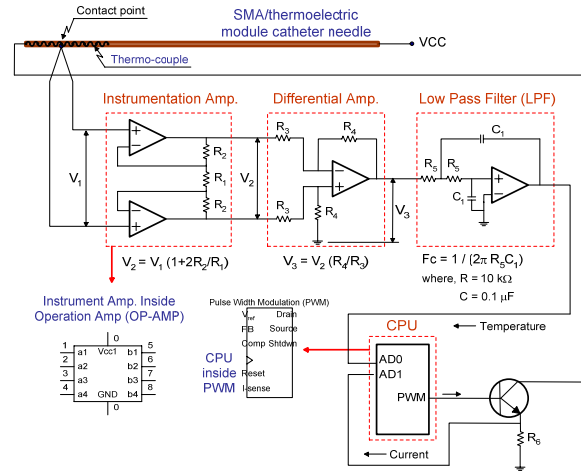 Contact point
SMA/thermoelectric
module catheter needle
VCC
Thermo-couple
Instrumentation Amp.
Differential Amp.
Low Pass Filter (LPF)
V1
+
−
R2
R1
R2
−
+
V2
R3
R4
−
+
R3
R4
V3
C1
R5
R5
C1
+
−
V2 = V1 (1+2R2/R1)
V3 = V2 (R4/R3)
Fc = 1 / (2π R5C1)
where, R = 10 kΩ
C = 0.1 μF
Instrument Amp. Inside
Operation Amp (OP-AMP)
0
1 a1 Vcc1 b1 5
2 a2 b2 6
3 a3 b3 7
4 a4 GND b4 8
0
Pulse Width Modulation (PWM)
Vref Drain
FB Source
Comp Shtdwn
Reset
I-sense
CPU
inside
PWM
CPU
AD0
AD1
PWM
Temperature
Current
R6